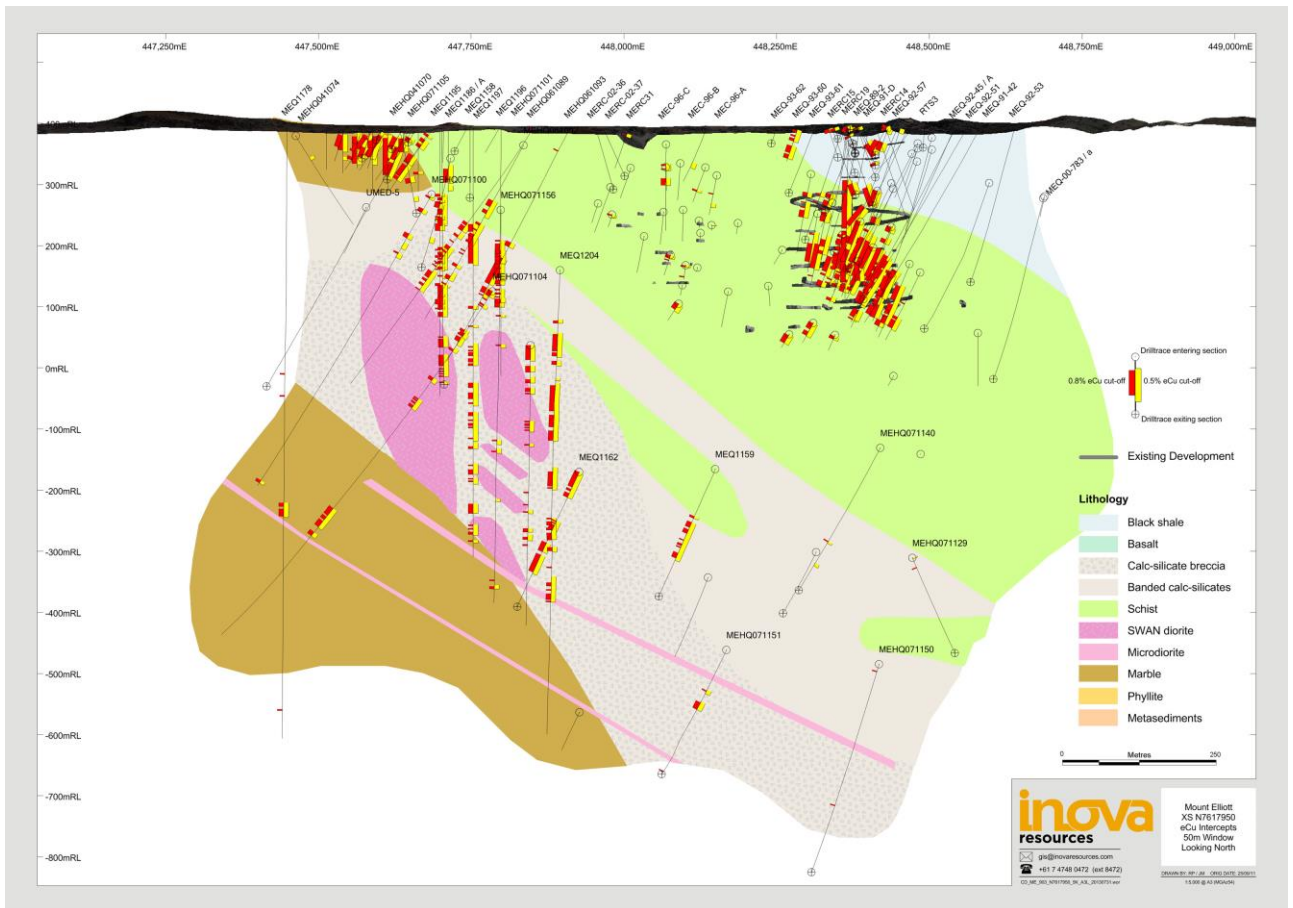 447,250mE
447,500mE
447,750mE
448,000mE
448,250mE
448,500mE
448,750mE
449,000mE
MEQ1178
MEHQ041074
MEHQ041070
MEHQ071105
MEQ1195
MEQ1186 / A
MEQ1158
MEQ1197
MEQ1196
MEHQ071101
MEHQ061089
MEHQ061093
MERC-02-36
MERC-02-37
MERC31
MEC-96-C
MEC-96-B
MEC-96-A
MEQ-93-62
MEQ-93-60
MEQ-93-61
MERC15
MERC19
MERC14
MEQ-92-57
RTS3
MEQ-92-45 / A
MEQ-92-51
MEQ-91-42
MEQ-92-53
MEQ-00-783 / a
300mRL
200mRL
100mRL
0mRL
-100mRL
-200mRL
-300mRL
-400mRL
-500mRL
-600mRL
-700mRL
-800mRL
UMED-5
MEHQ071100
MEHQ071156
MEHQ071104
MEQ1204
MEQ1162
MEQ1159
MEHQ071140
MEHQ071129
MEHQ071151
MEHQ071150
Drilltrace entering section
0.8% eCu cut-off
0.5% eCu cut-off
Drilltrace exiting section
Existing Development
Lithology
Black shale
Basalt
Calc-silicate breccia
Banded calc-silicates
Schist
SWAN diorite
Microdiorite
Marble
Phyllite
Metasediments
0 Metres 250
inova
resources
gis@inovaresources.com
+61 7 4748 0472 (ext 8472)
Mount Elliott
XS N7617950
eCu Intercepts
50m Window
Looking North